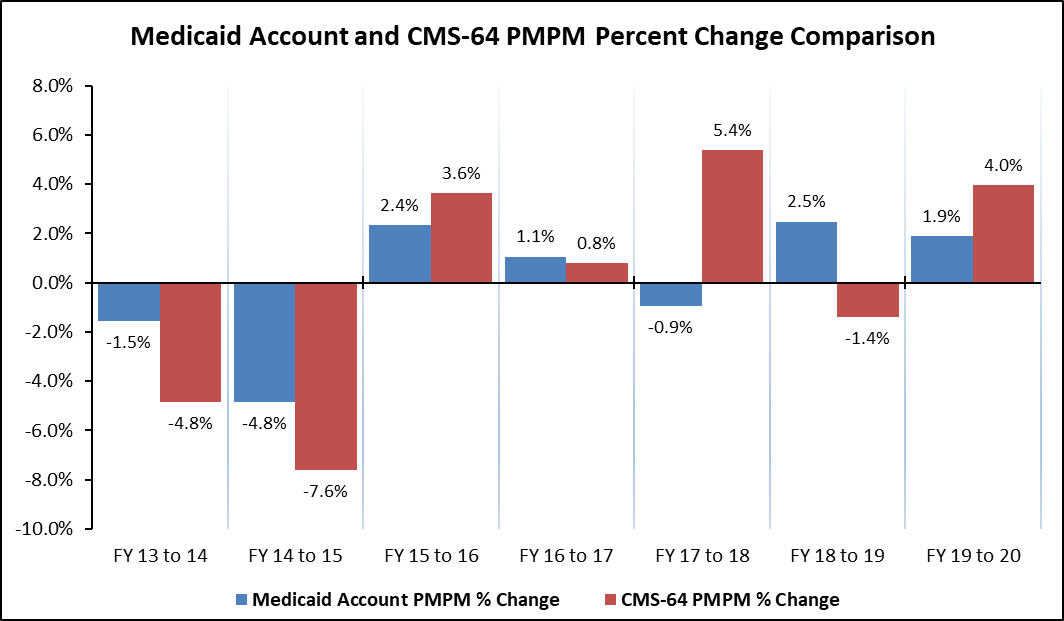 Medicaid Account and CMS-64 PMPM Percent Change Comparison
8.0%
6.0%
4.0%
2.0%
0.0%
-2.0%
-4.0%
-6.0%
-8.0%
-10.0%
-1.5%
-4.8%
-4.8%
-7.6%
2.4%
3.6%
1.1%
0.8%
-0.9%
5.4%
2.5%
-1.4%
1.9%
4.0%
FY 13 to 14
FY 14 to 15
FY 15 to 16
FY 16 to 17
FY 17 to 18
FY 18 to 19
FY 19 to 20
Medicaid Account PMPM % Change
CMS-64 PMPM % Change